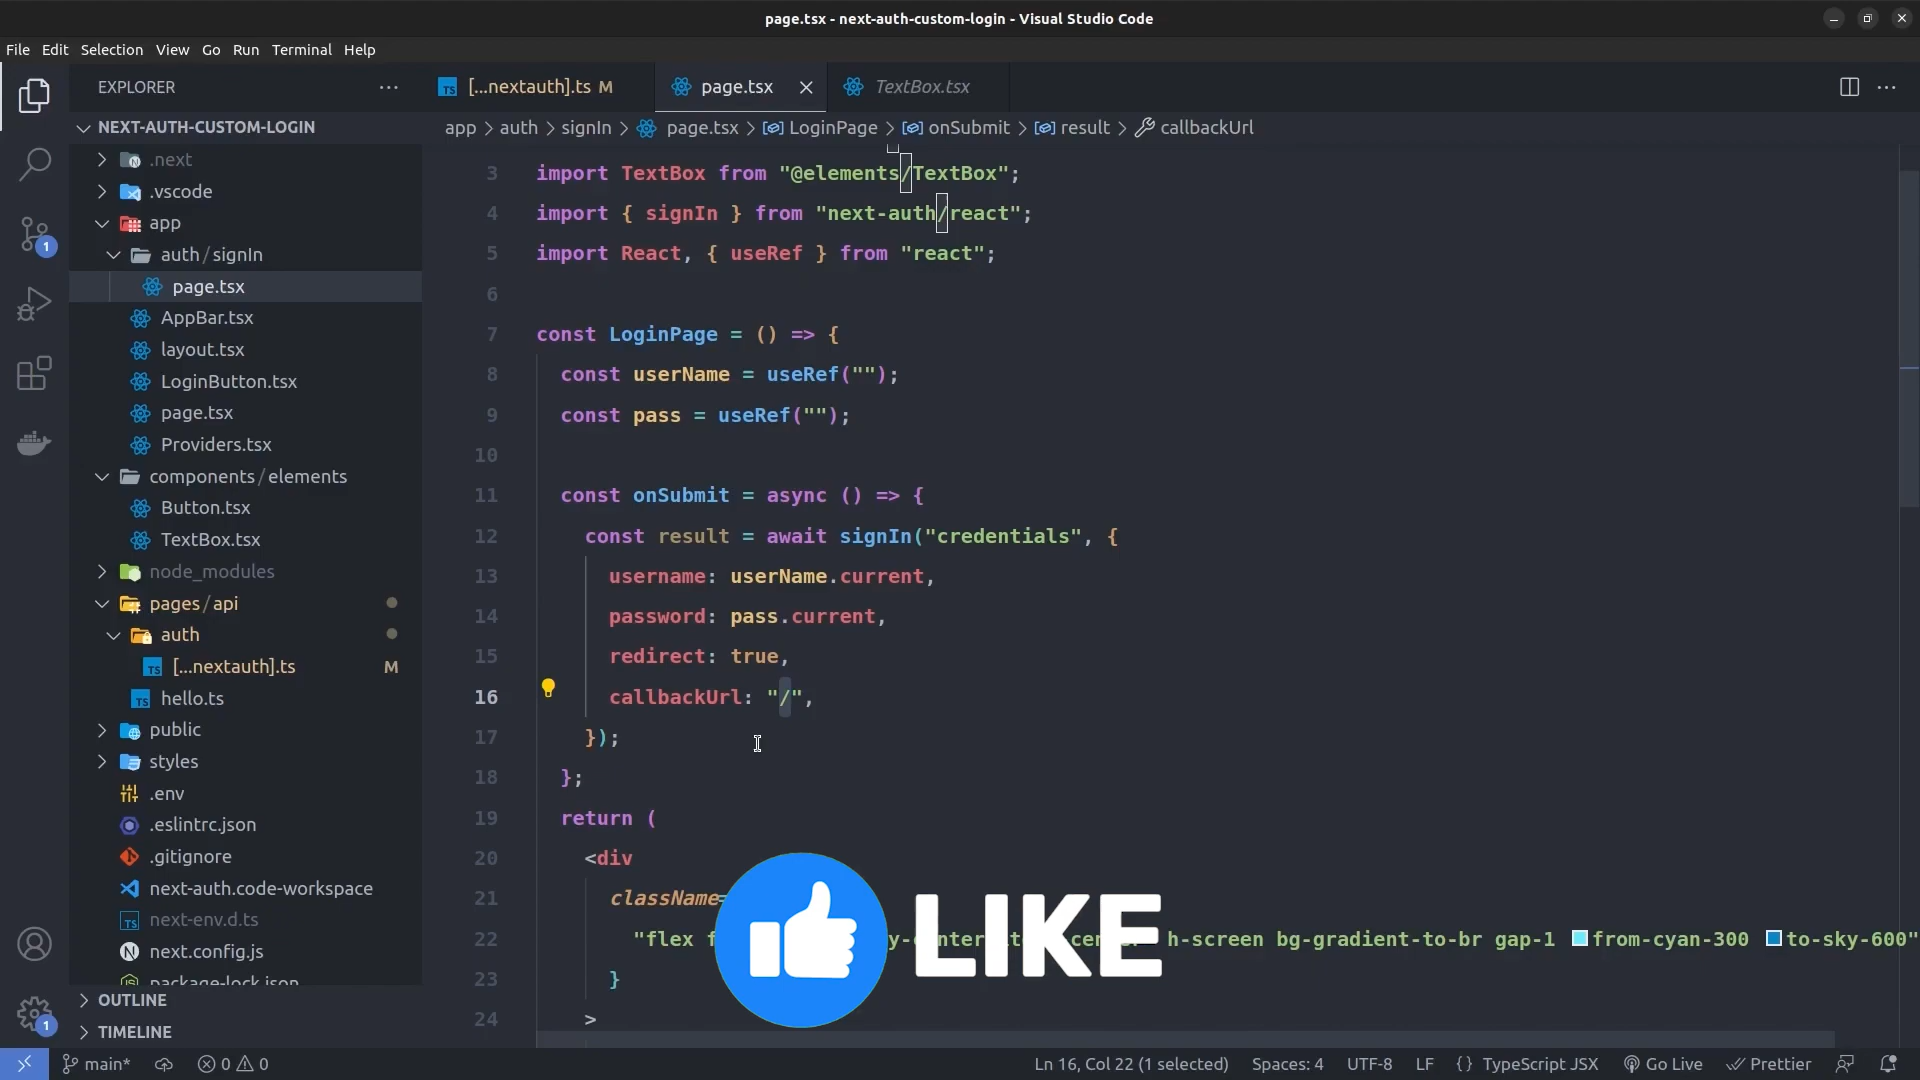 page.tsx - next-auth-custom-login - Visual Studio Code
File Edit Selection View Go Run Terminal Help
EXPLORER
[...nextauth].ts M
page.tsx
TextBox.tsx
NEXT-AUTH-CUSTOM-LOGIN
app > auth > signIn > page.tsx > LoginPage > onSubmit > result > callbackUrl
.next
.vscode
app
auth/signIn
page.tsx
AppBar.tsx
layout.tsx
LoginButton.tsx
page.tsx
Providers.tsx
components/elements
Button.tsx
TextBox.tsx
node_modules
pages/api
auth
[...nextauth].ts M
hello.ts
public
styles
.env
.eslintrc.json
.gitignore
next-auth.code-workspace
next-env.d.ts
next.config.js
package-lock.json
OUTLINE
TIMELINE
3 import TextBox from "@elements/TextBox";
4 import { signIn } from "next-auth/react";
5 import React, { useRef } from "react";
6
7 const LoginPage = () => {
8 const userName = useRef("");
9 const pass = useRef("");
10
11 const onSubmit = async () => {
12 const result = await signIn("credentials", {
13 username: userName.current,
14 password: pass.current,
15 redirect: true,
16 callbackUrl: "/",
17 });
18 };
19 return (
20 <div
21 className=
22 "flex h-screen bg-gradient-to-br gap-1 from-cyan-300 to-sky-600"
23 }
24 >
LIKE
1
1
main* 0 0 Ln 16, Col 22 (1 selected) Spaces: 4 UTF-8 LF {} TypeScript JSX Go Live Prettier